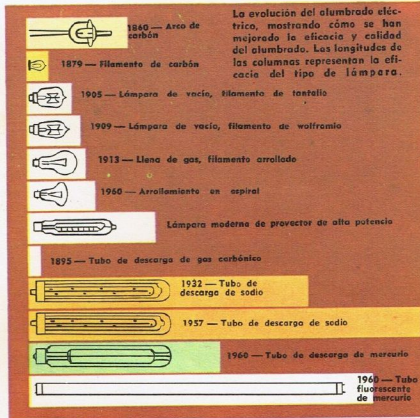 La evolución del alumbrado eléc-
trico, mostrando cómo se han
mejorado la eficacia y calidad
del alumbrado. Las longitudes de
las columnas representan la efi-
cacia del tipo de lámpara.
1860 — Arco de
carbón
1879 — Filamento de carbón
1905 — Lámpara de vacío, filamento de tantalio
1909 — Lámpara de vacío, filamento de wolframio
1913 — Llena de gas, filamento arrollado
1960 — Arrollamiento en espiral
Lámpara moderna de proyector de alta potencia
1895 — Tubo de descarga de gas carbónico
1932 — Tubo de
descarga de sodio
1957 — Tubo de descarga de sodio
1960 — Tubo de descarga de mercurio
1960 — Tubo
fluorescente
de mercurio